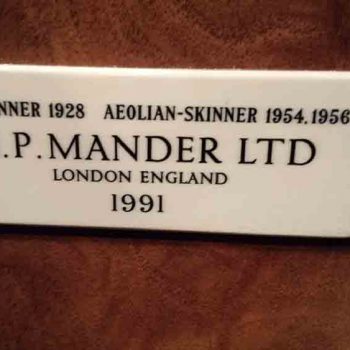 NNER 1928 AEOLIAN-SKINNER 1954.1956
.P.MANDER LTD
LONDON ENGLAND
1991